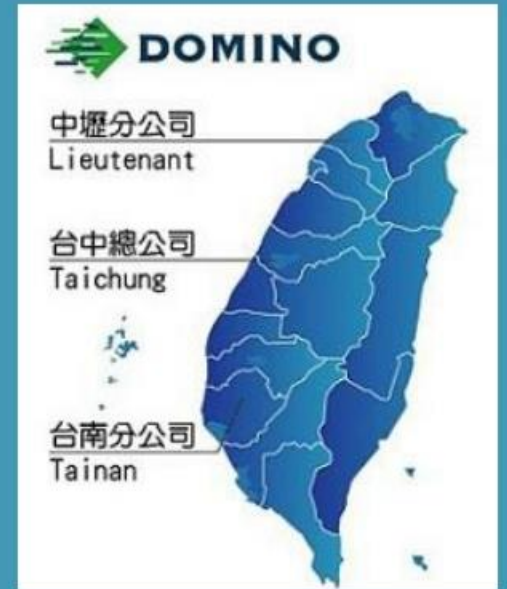 DOMINO
中壢分公司
Lieutenant
台中總公司
Taichung
台南分公司
Tainan